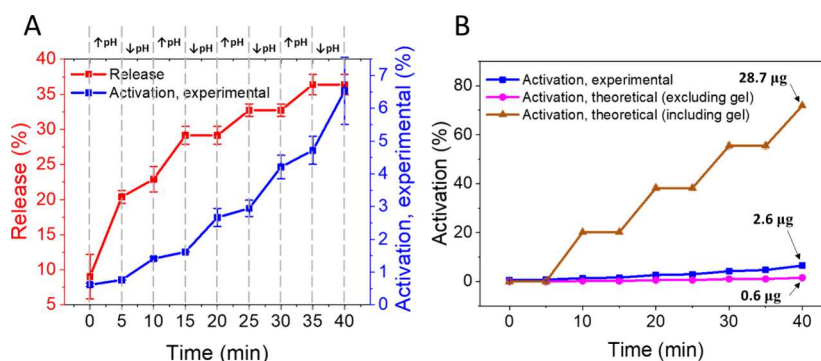 A
↑pH ↓pH ↑pH ↓pH ↑pH ↓pH ↑pH ↓pH
Release
Activation, experimental
Release (%)
40
35
30
25
20
15
10
5
Activation, experimental (%)
7
6
5
4
3
2
1
0
0 5 10 15 20 25 30 35 40
Time (min)
B
Activation, experimental
Activation, theoretical (excluding gel)
Activation, theoretical (including gel)
28.7 µg
2.6 µg
0.6 µg
Activation (%)
80
60
40
20
0
0 10 20 30 40
Time (min)